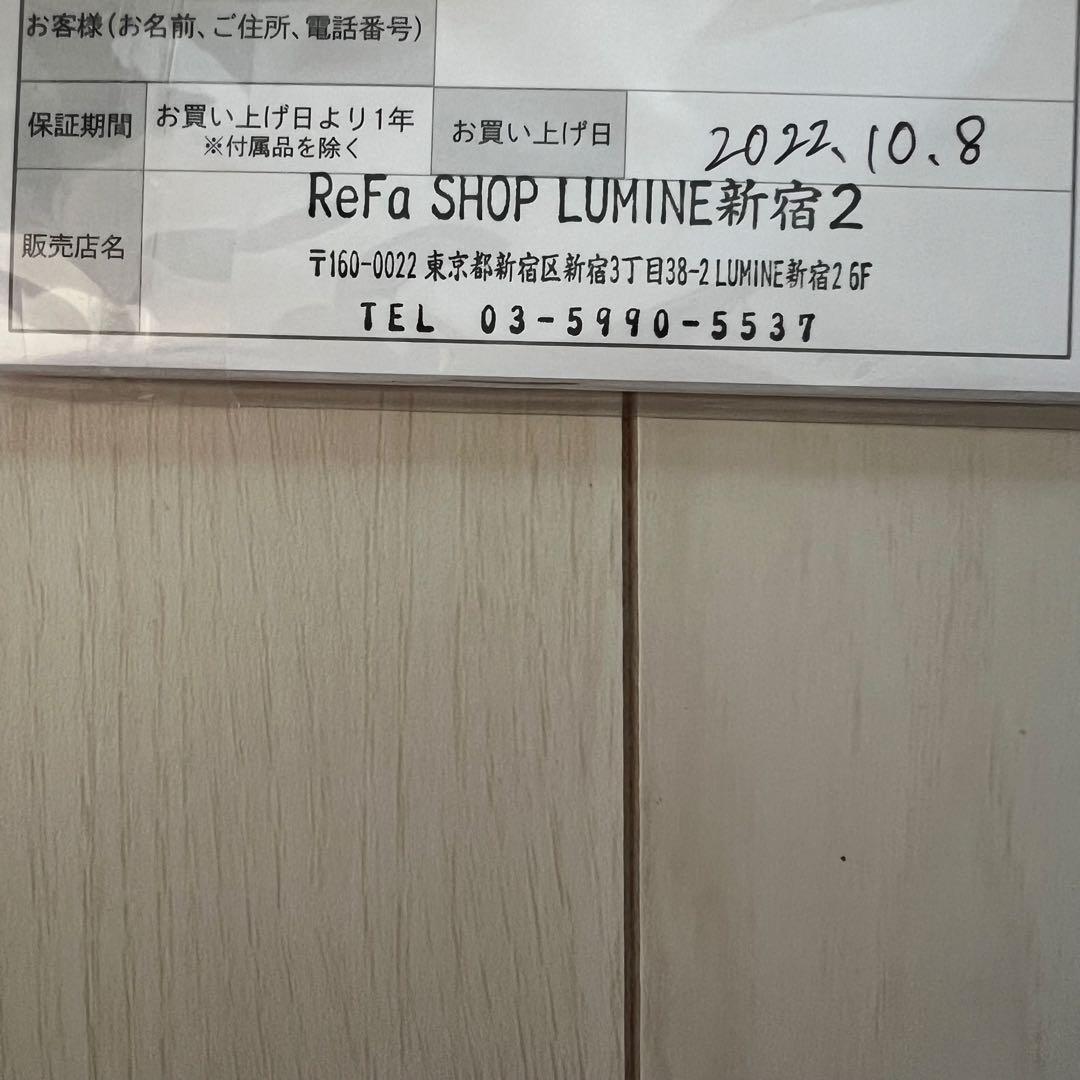 お客様(お名前、ご住所、電話番号)
保証期間 お買い上げ日より1年 お買い上げ日 2022、10、8
※付属品を除く
販売店名 ReFa SHOP LUMINE新宿2
〒160-0022 東京都新宿区新宿3丁目38-2 LUMINE新宿2 6F
TEL 03-5990-5537